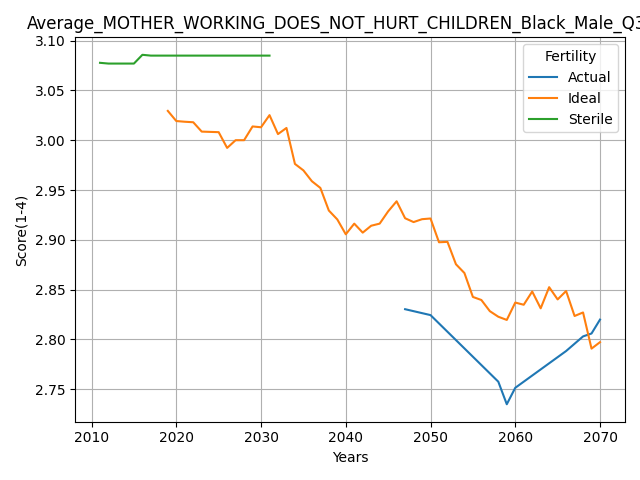 Average_MOTHER_WORKING_DOES_NOT_HURT_CHILDREN_Black_Male_Q3
Fertility
Actual
Ideal
Sterile
Score(1-4)
3.10
3.05
3.00
2.95
2.90
2.85
2.80
2.75
2010 2020 2030 2040 2050 2060 2070
Years